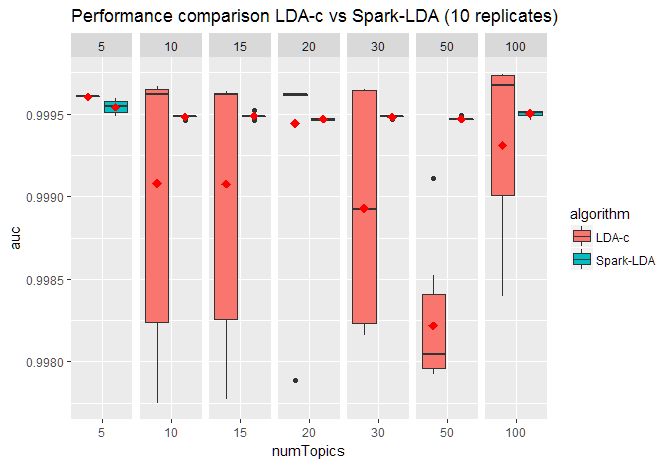 Performance comparison LDA-c vs Spark-LDA (10 replicates)
5 10 15 20 30 50 100
0.9995
0.9990
0.9985
0.9980
auc
5 10 15 20 30 50 100
numTopics
algorithm
LDA-c
Spark-LDA